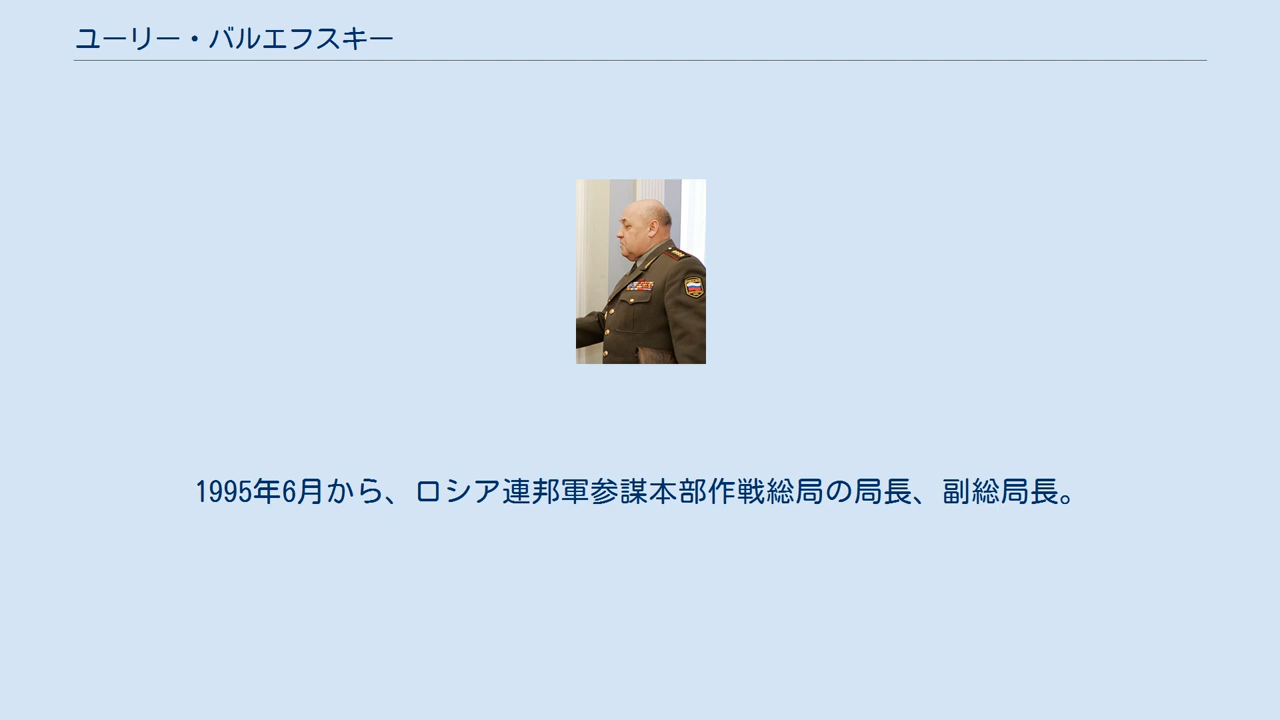 ユーリー・バルエフスキー
1995年6月から、ロシア連邦軍参謀本部作戦総局の局長、副総局長。